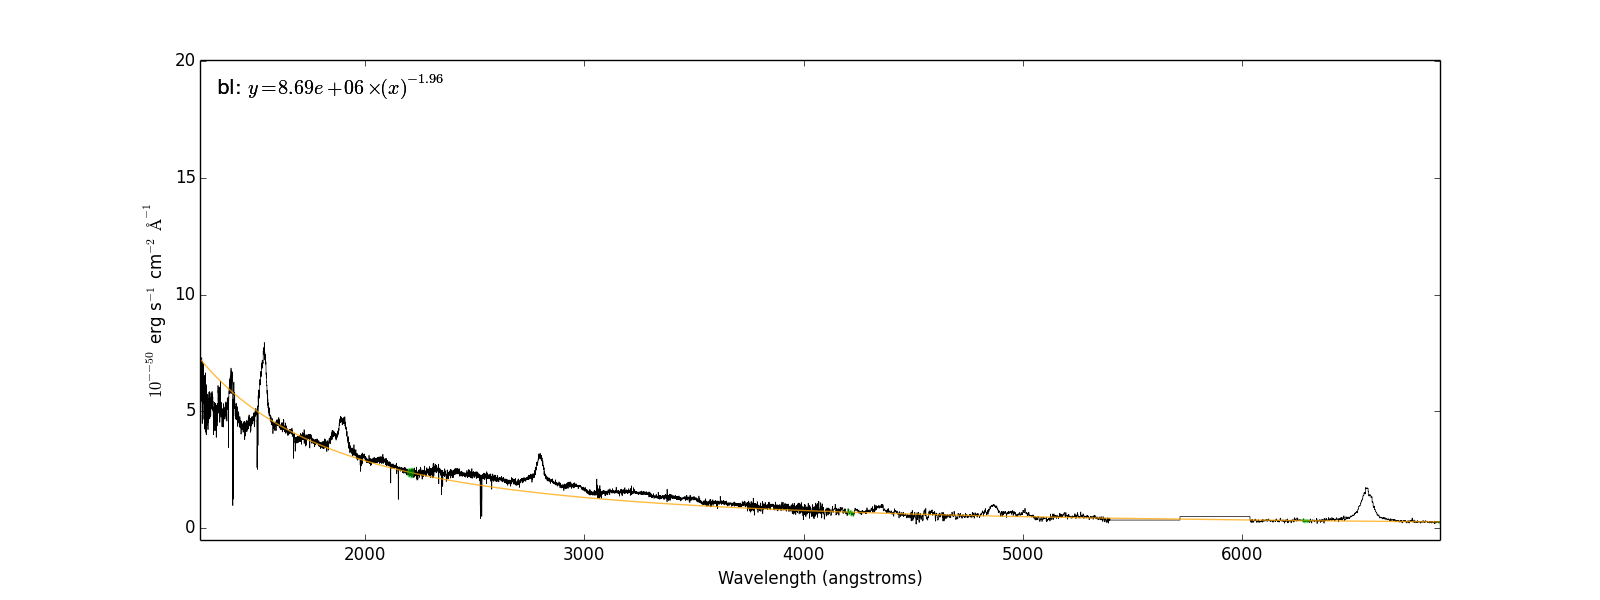 20
bl: y=8.69e+06×(x)^−1.96
15
10
5
0
10^−−50 erg s^−1 cm^−2 Å^−1
2000 3000 4000 5000 6000
Wavelength (angstroms)